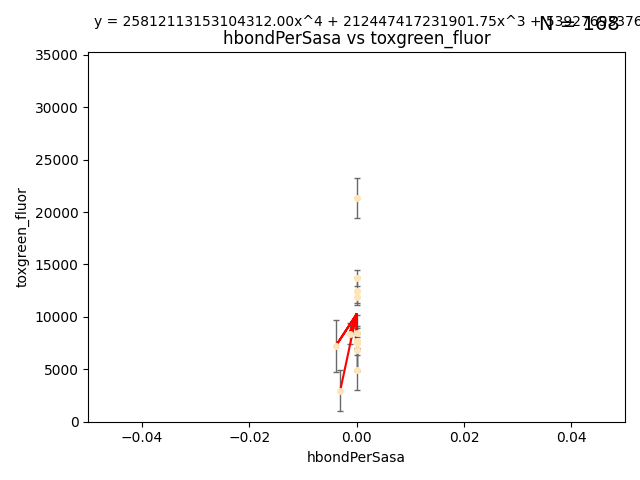 y = 25812113153104312.00x^4 + 212447417231901.75x^3 +
N = 168
hbondPerSasa vs toxgreen_fluor
35000
30000
25000
20000
15000
10000
5000
0
toxgreen_fluor
−0.04 −0.02 0.00 0.02 0.04
hbondPerSasa